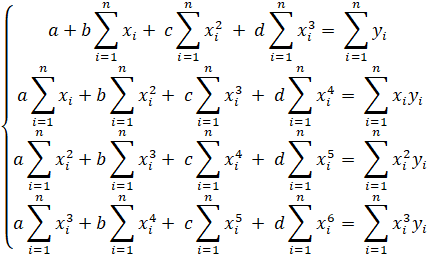 a + b∑_{i=1}^{n} x_i + c∑_{i=1}^{n} x_i^2 + d∑_{i=1}^{n} x_i^3 = ∑_{i=1}^{n} y_i
a∑_{i=1}^{n} x_i + b∑_{i=1}^{n} x_i^2 + c∑_{i=1}^{n} x_i^3 + d∑_{i=1}^{n} x_i^4 = ∑_{i=1}^{n} x_i y_i
a∑_{i=1}^{n} x_i^2 + b∑_{i=1}^{n} x_i^3 + c∑_{i=1}^{n} x_i^4 + d∑_{i=1}^{n} x_i^5 = ∑_{i=1}^{n} x_i^2 y_i
a∑_{i=1}^{n} x_i^3 + b∑_{i=1}^{n} x_i^4 + c∑_{i=1}^{n} x_i^5 + d∑_{i=1}^{n} x_i^6 = ∑_{i=1}^{n} x_i^3 y_i